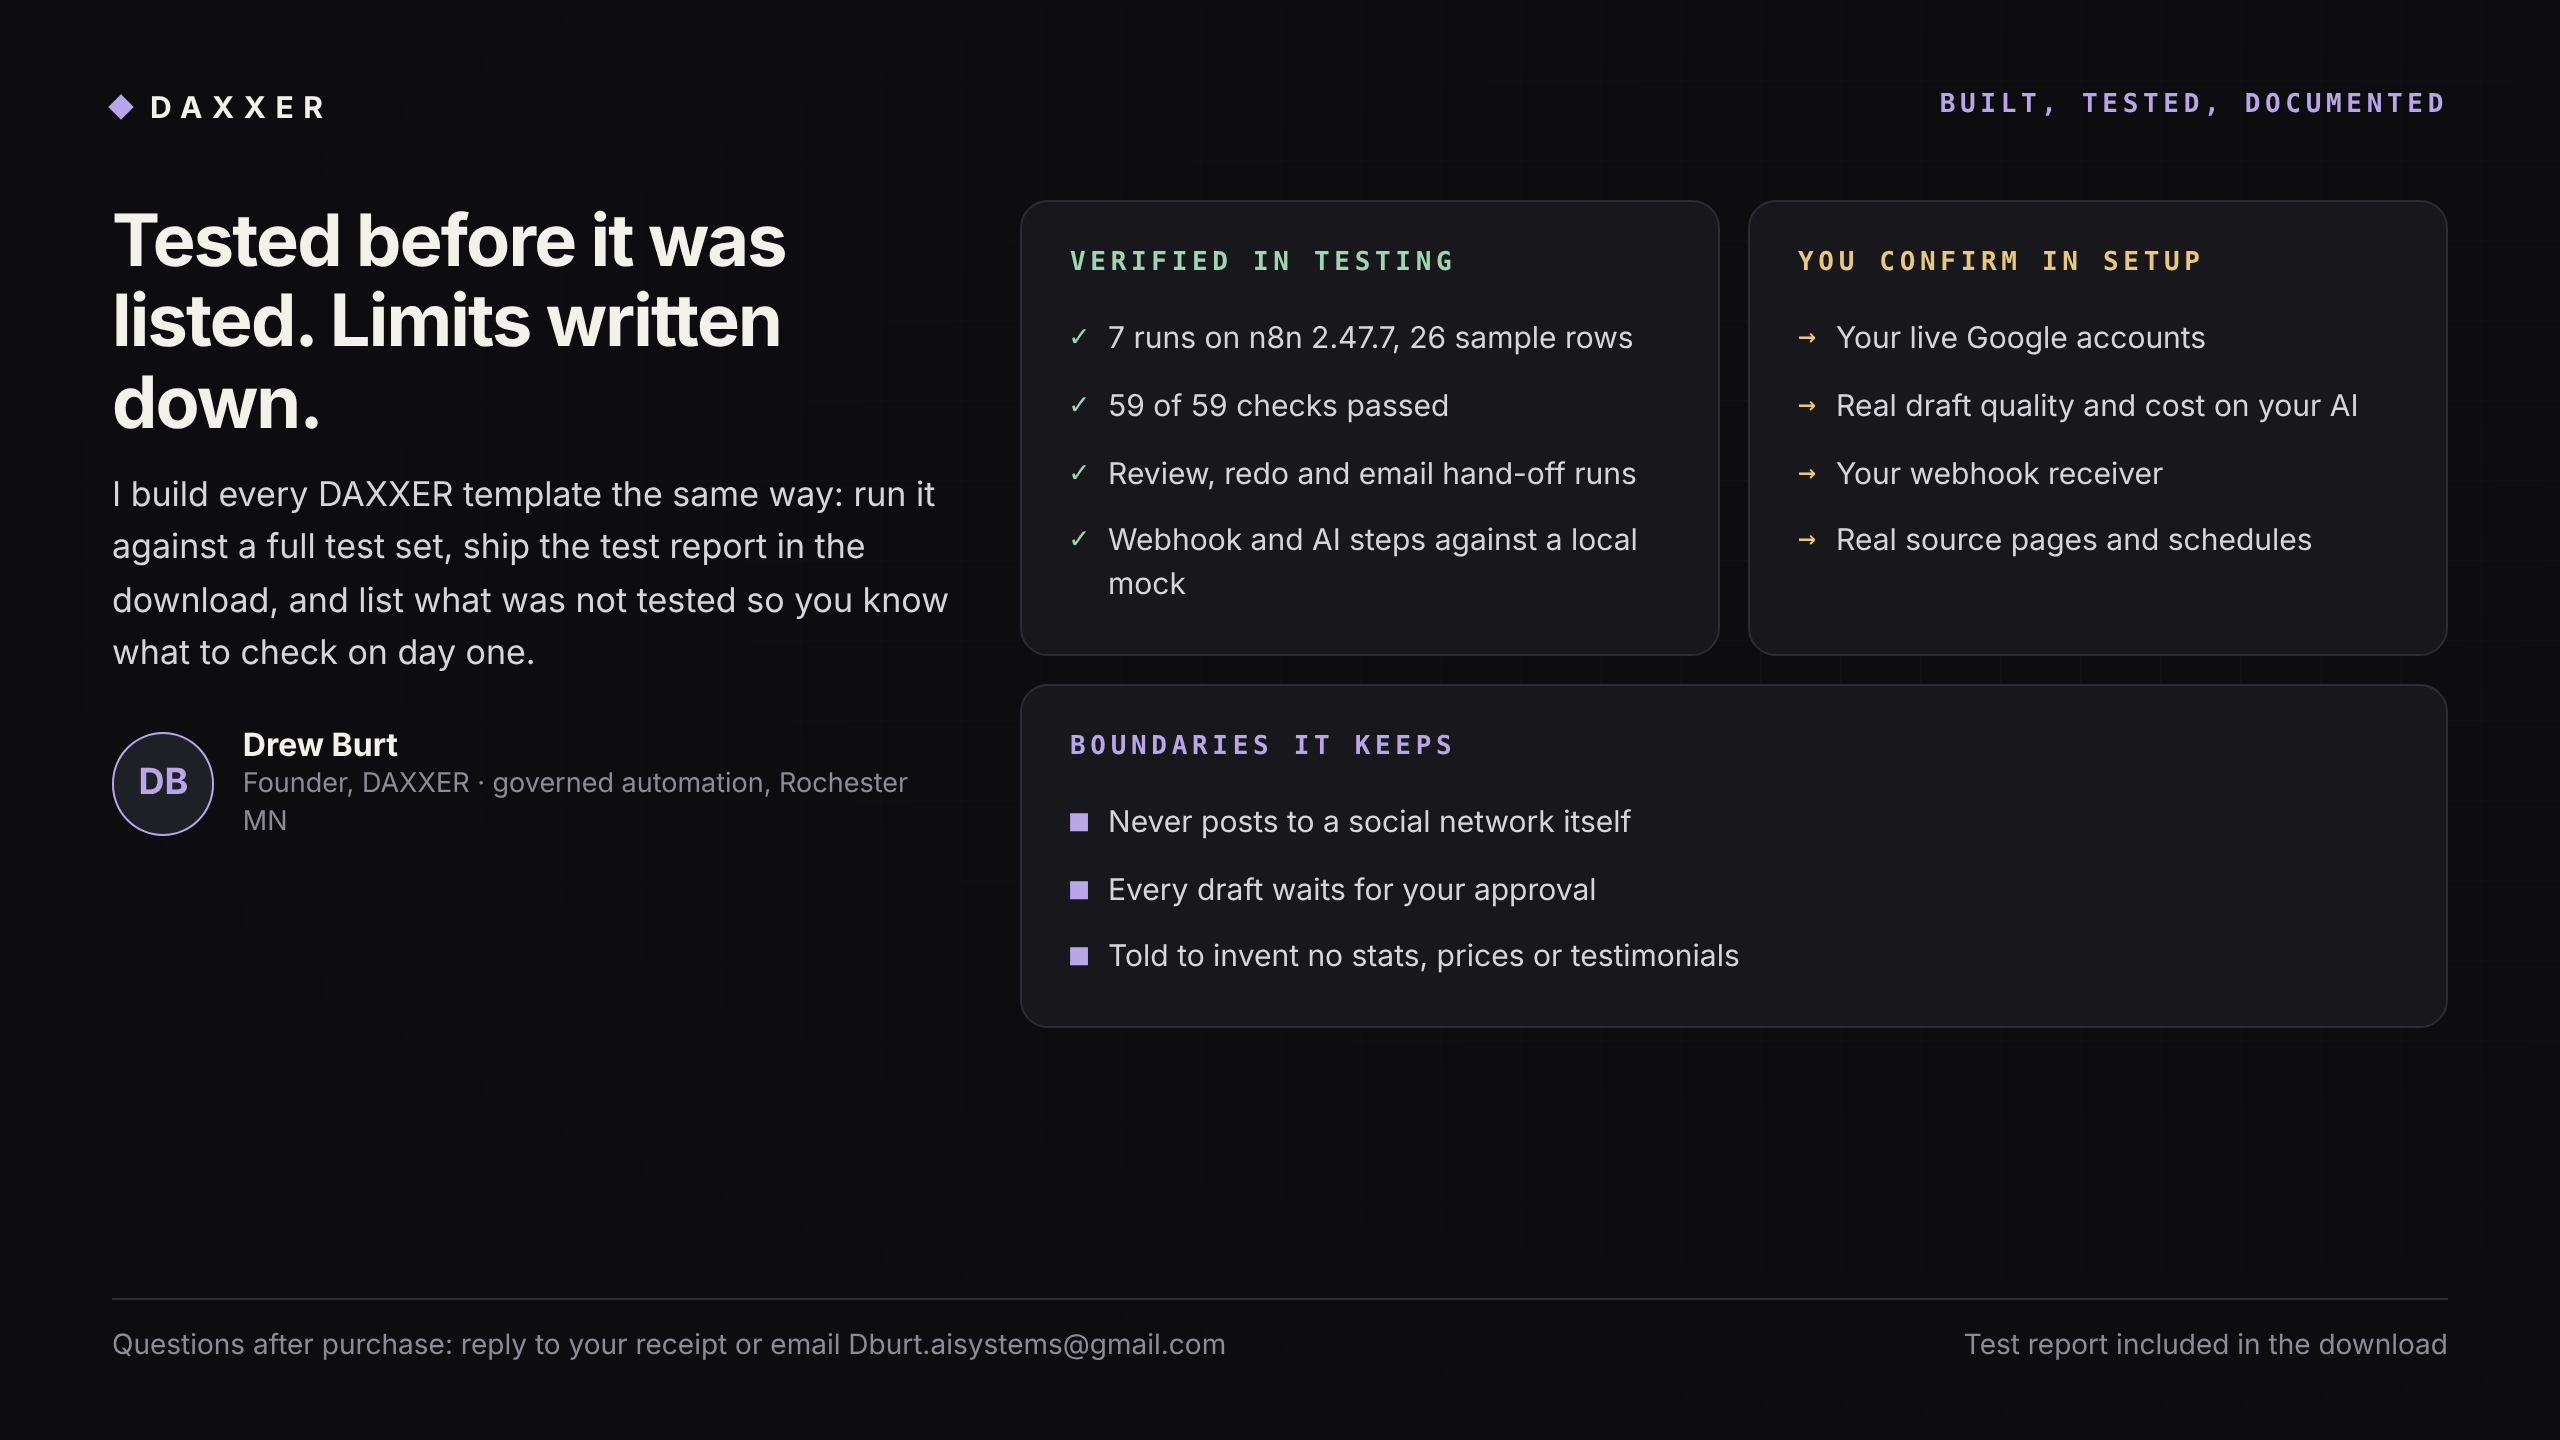 ◆ DAXXER
BUILT, TESTED, DOCUMENTED
Tested before it was
listed. Limits written
down.
I build every DAXXER template the same way: run it
against a full test set, ship the test report in the
download, and list what was not tested so you know
what to check on day one.
DB
Drew Burt
Founder, DAXXER · governed automation, Rochester
MN
VERIFIED IN TESTING
✓ 7 runs on n8n 2.47.7, 26 sample rows
✓ 59 of 59 checks passed
✓ Review, redo and email hand-off runs
✓ Webhook and AI steps against a local
mock
YOU CONFIRM IN SETUP
→ Your live Google accounts
→ Real draft quality and cost on your AI
→ Your webhook receiver
→ Real source pages and schedules
BOUNDARIES IT KEEPS
■ Never posts to a social network itself
■ Every draft waits for your approval
■ Told to invent no stats, prices or testimonials
Questions after purchase: reply to your receipt or email Dburt.aisystems@gmail.com
Test report included in the download